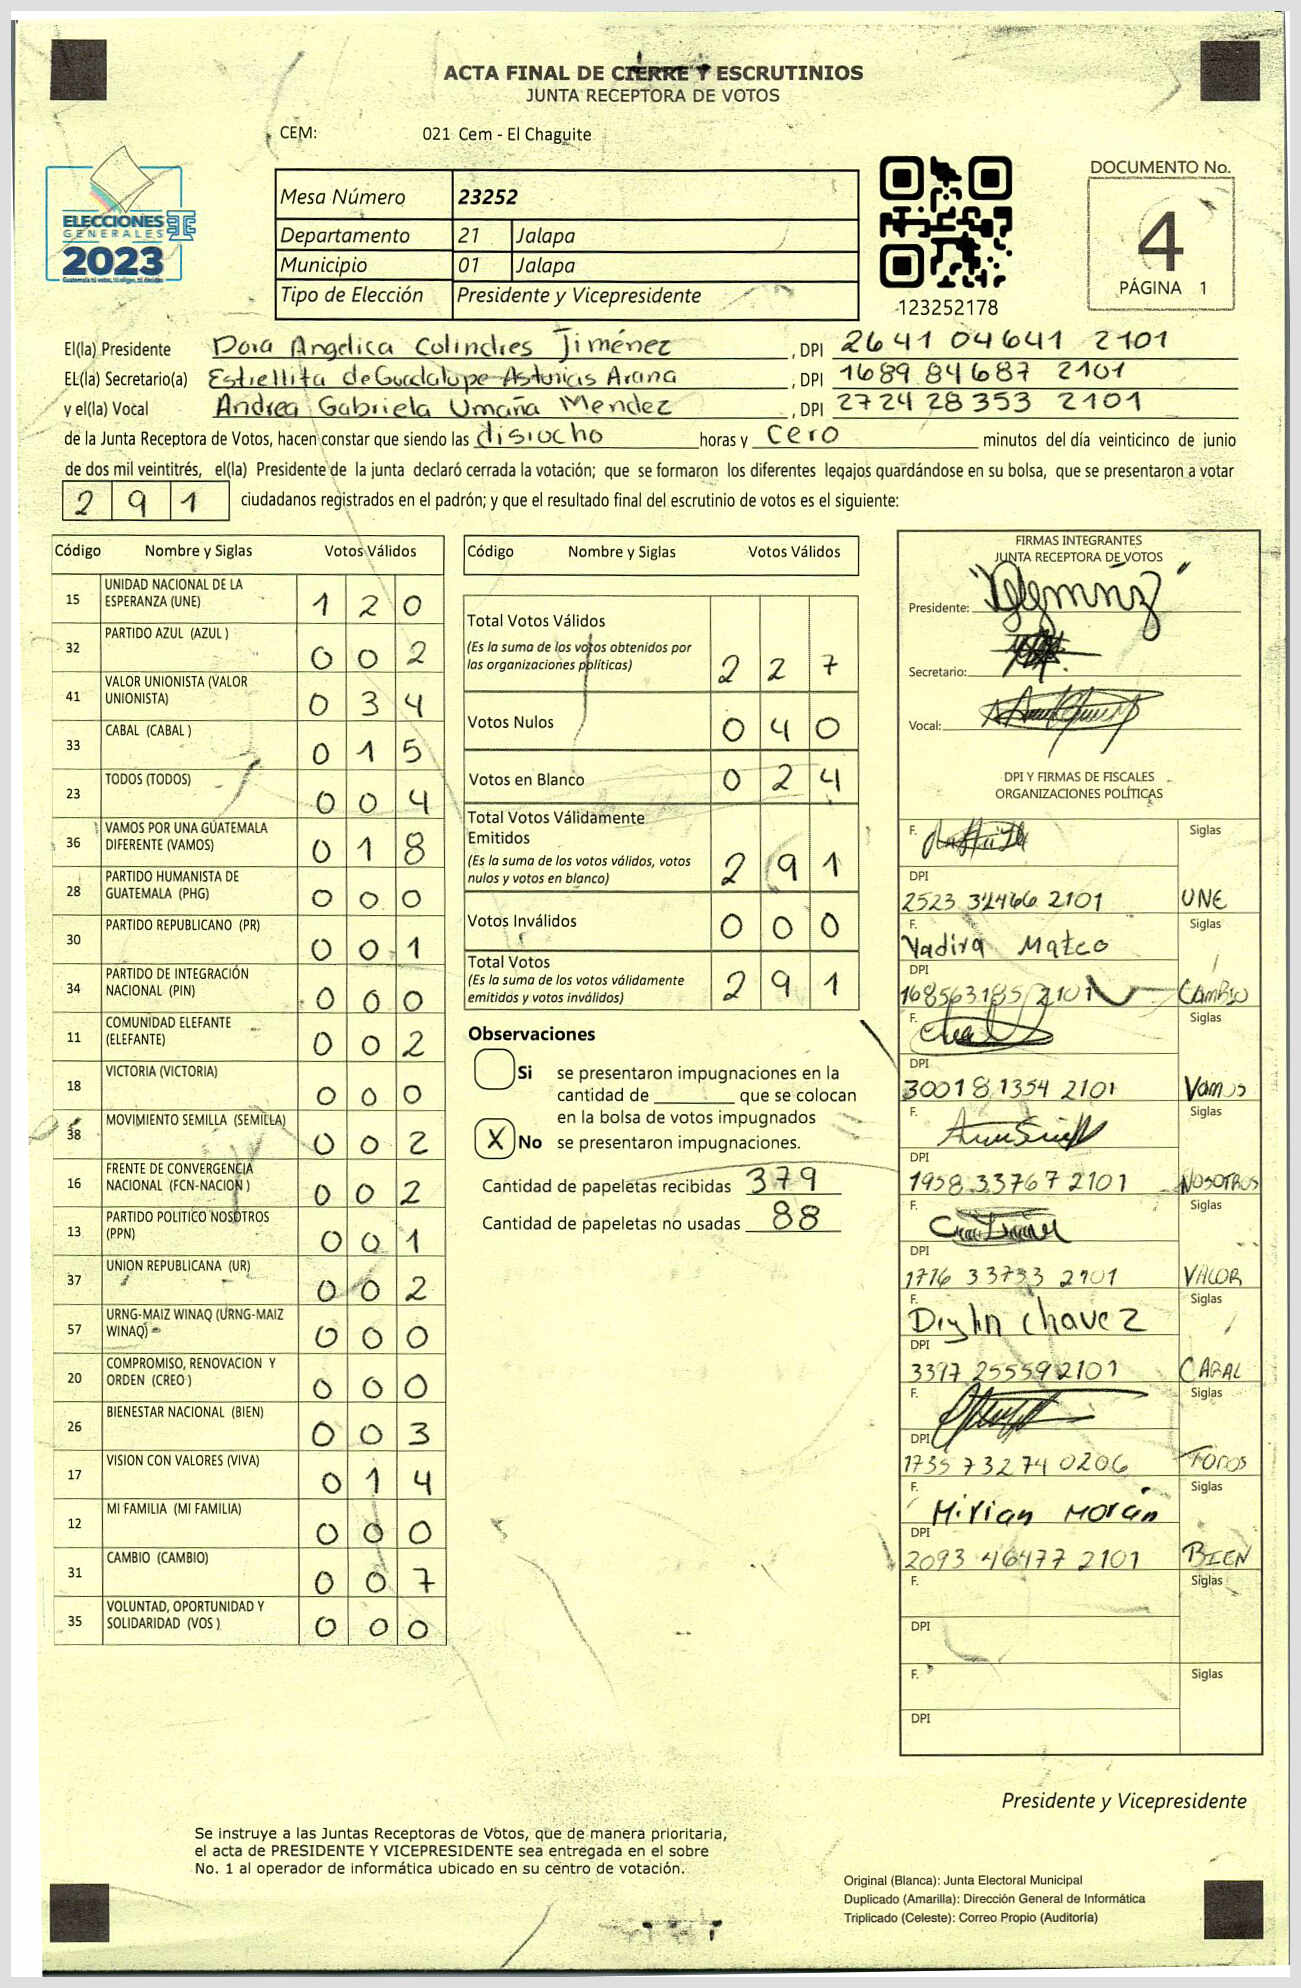 ACTA FINAL DE CIERRE Y ESCRUTINIOS
JUNTA RECEPTORA DE VOTOS
CEM: 021 Cem - El Chaguite
ELECCIONES
GENERALES
2023
Guatemala tú votas, tú eliges, tú decides
Mesa Número 23252
Departamento 21 Jalapa
Municipio 01 Jalapa
Tipo de Elección Presidente y Vicepresidente
123252178
DOCUMENTO No.
4
PÁGINA 1
El(la) Presidente Dora Angelica Colindres Jiménez, DPI 2641 04641 2101
EL(la) Secretario(a) Estrellita de Guadalupe Asturias Arana, DPI 1689 84687 2101
y el(la) Vocal Andrea Gabriela Umaña Mendez, DPI 2724 28353 2101
de la Junta Receptora de Votos, hacen constar que siendo las disiocho horas y cero minutos del día veinticinco de junio
de dos mil veintitrés, el(la) Presidente de la junta declaró cerrada la votación; que se formaron los diferentes legajos guardándose en su bolsa, que se presentaron a votar
291 ciudadanos registrados en el padrón; y que el resultado final del escrutinio de votos es el siguiente:
Código Nombre y Siglas Votos Válidos
15 UNIDAD NACIONAL DE LA ESPERANZA (UNE) 1 2 0
32 PARTIDO AZUL (AZUL ) 0 0 2
41 VALOR UNIONISTA (VALOR UNIONISTA) 0 3 4
33 CABAL (CABAL ) 0 1 5
23 TODOS (TODOS) 0 0 4
36 VAMOS POR UNA GUATEMALA DIFERENTE (VAMOS) 0 1 8
28 PARTIDO HUMANISTA DE GUATEMALA (PHG) 0 0 0
30 PARTIDO REPUBLICANO (PR) 0 0 1
34 PARTIDO DE INTEGRACIÓN NACIONAL (PIN) 0 0 0
11 COMUNIDAD ELEFANTE (ELEFANTE) 0 0 2
18 VICTORIA (VICTORIA) 0 0 0
38 MOVIMIENTO SEMILLA (SEMILLA) 0 0 2
16 FRENTE DE CONVERGENCIA NACIONAL (FCN-NACION ) 0 0 2
13 PARTIDO POLITICO NOSOTROS (PPN) 0 0 1
37 UNION REPUBLICANA (UR) 0 0 2
57 URNG-MAIZ WINAQ (URNG-MAIZ WINAQ) 0 0 0
20 COMPROMISO, RENOVACION Y ORDEN (CREO ) 0 0 0
26 BIENESTAR NACIONAL (BIEN) 0 0 3
17 VISION CON VALORES (VIVA) 0 1 4
12 MI FAMILIA (MI FAMILIA) 0 0 0
31 CAMBIO (CAMBIO) 0 0 7
35 VOLUNTAD, OPORTUNIDAD Y SOLIDARIDAD (VOS ) 0 0 0
Código Nombre y Siglas Votos Válidos
Total Votos Válidos
(Es la suma de los votos obtenidos por las organizaciones políticas) 2 2 7
Votos Nulos 0 4 0
Votos en Blanco 0 2 4
Total Votos Válidamente Emitidos
(Es la suma de los votos válidos, votos nulos y votos en blanco) 2 9 1
Votos Inválidos 0 0 0
Total Votos
(Es la suma de los votos válidamente emitidos y votos inválidos) 2 9 1
Observaciones
Si se presentaron impugnaciones en la
cantidad de ________ que se colocan
en la bolsa de votos impugnados
X No se presentaron impugnaciones.
Cantidad de papeletas recibidas 379
Cantidad de papeletas no usadas 88
FIRMAS INTEGRANTES
JUNTA RECEPTORA DE VOTOS
Presidente:
Secretario:
Vocal:
DPI Y FIRMAS DE FISCALES
ORGANIZACIONES POLÍTICAS
F. Siglas
DPI
2523 2101 UNE
F. Siglas
Yadira Mateo
DPI
168563185 2101 CAMBIO
F. Siglas
DPI
30018 1354 2101 Vamos
F. Siglas
DPI
1958 33767 2101 NOSOTROS
F. Siglas
DPI
1716 33733 2101 VALOR
F. Siglas
Dylin Chavez
DPI
3397 25559 2101 CABAL
F. Siglas
DPI
1735 73274 0206 Todos
F. Siglas
Mirian Morán
DPI
2093 46477 2101 BIEN
F. Siglas
DPI
F. Siglas
DPI
Presidente y Vicepresidente
Se instruye a las Juntas Receptoras de Votos, que de manera prioritaria,
el acta de PRESIDENTE Y VICEPRESIDENTE sea entregada en el sobre
No. 1 al operador de informática ubicado en su centro de votación.
Original (Blanca): Junta Electoral Municipal
Duplicado (Amarilla): Dirección General de Informática
Triplicado (Celeste): Correo Propio (Auditoría)